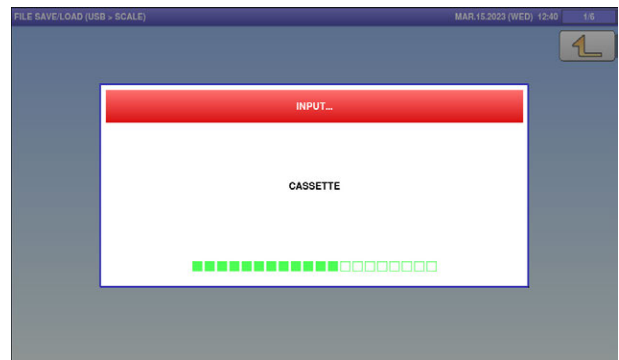 FILE SAVE/LOAD (USB > SCALE) MAR.15.2023 (WED) 12:40 1/6
INPUT...
CASSETTE